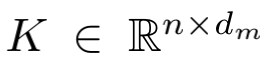 K ∈ ℝ^{n×d_m}